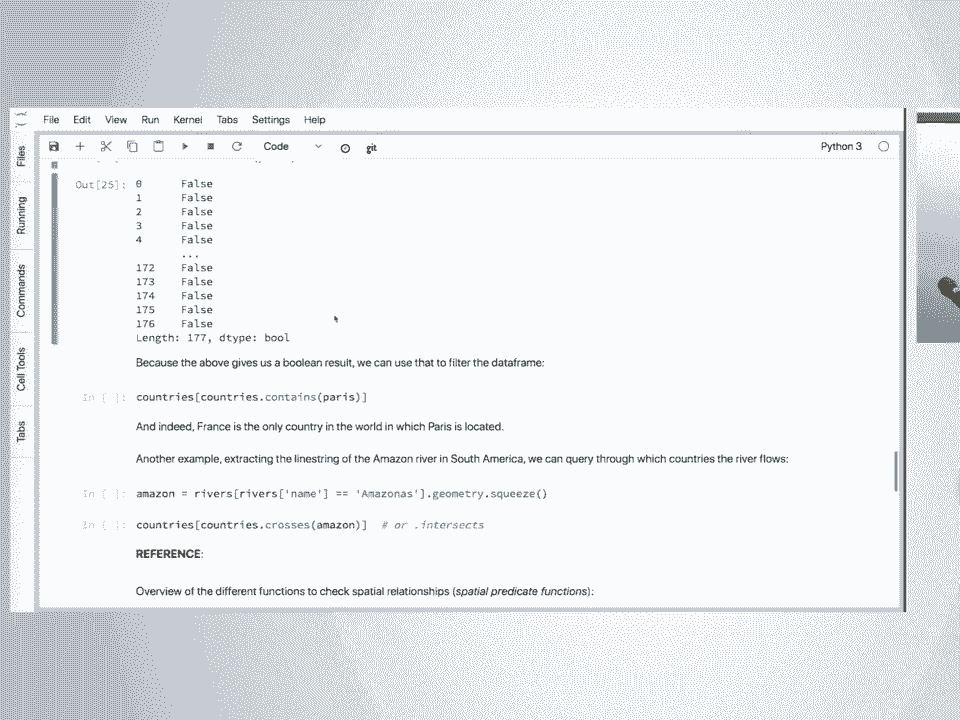 File Edit View Run Kernel Tabs Settings Help
Code git Python 3
Files
Running
Commands
Cell Tools
Tabs
Out[25]: 0 False
1 False
2 False
3 False
4 False
...
172 False
173 False
174 False
175 False
176 False
Length: 177, dtype: bool
Because the above gives us a boolean result, we can use that to filter the dataframe:
In [ ]: countries[countries.contains(paris)]
And indeed, France is the only country in the world in which Paris is located.
Another example, extracting the linestring of the Amazon river in South America, we can query through which countries the river flows:
In [ ]: amazon = rivers[rivers['name'] == 'Amazonas'].geometry.squeeze()
In [ ]: countries[countries.crosses(amazon)] # or .intersects
REFERENCE:
Overview of the different functions to check spatial relationships (spatial predicate functions):